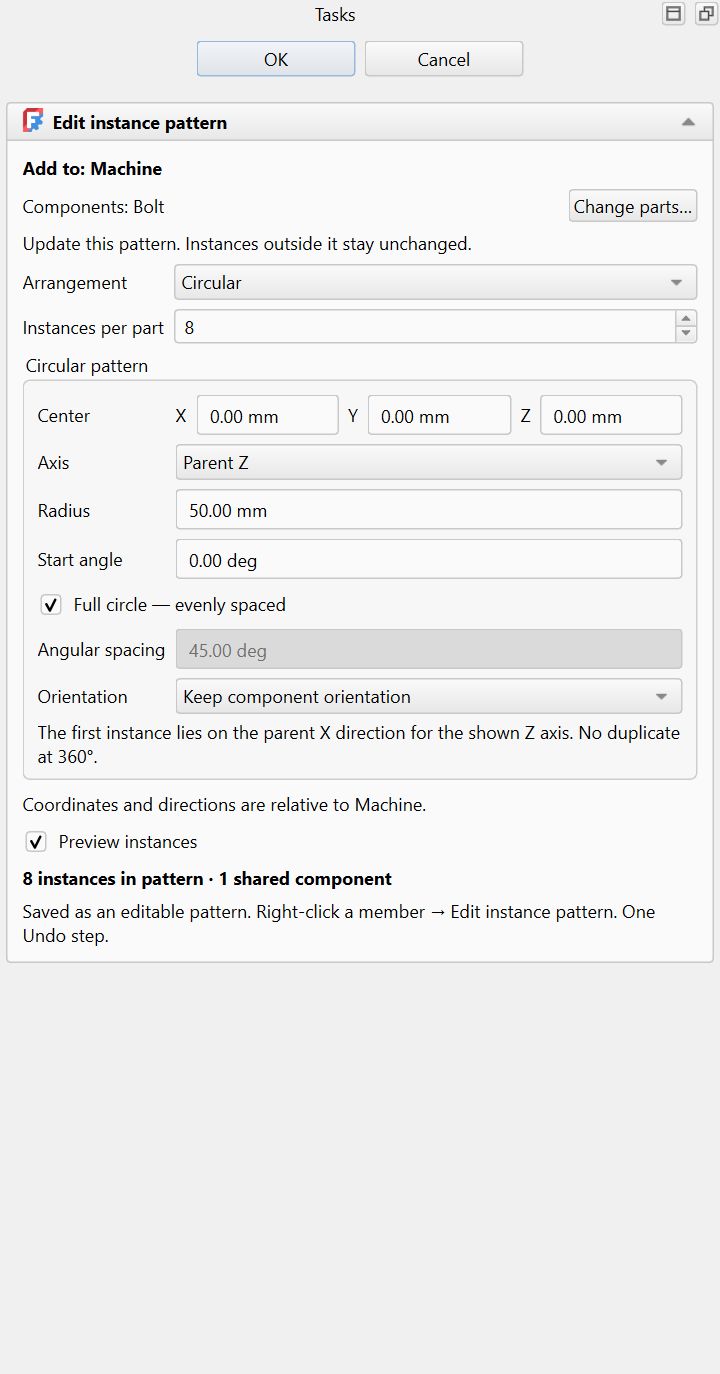 Tasks
OK Cancel
Edit instance pattern
Add to: Machine
Components: Bolt Change parts...
Update this pattern. Instances outside it stay unchanged.
Arrangement Circular
Instances per part 8
Circular pattern
Center X 0.00 mm Y 0.00 mm Z 0.00 mm
Axis Parent Z
Radius 50.00 mm
Start angle 0.00 deg
Full circle — evenly spaced
Angular spacing 45.00 deg
Orientation Keep component orientation
The first instance lies on the parent X direction for the shown Z axis. No duplicate
at 360°.
Coordinates and directions are relative to Machine.
Preview instances
8 instances in pattern · 1 shared component
Saved as an editable pattern. Right-click a member → Edit instance pattern. One
Undo step.